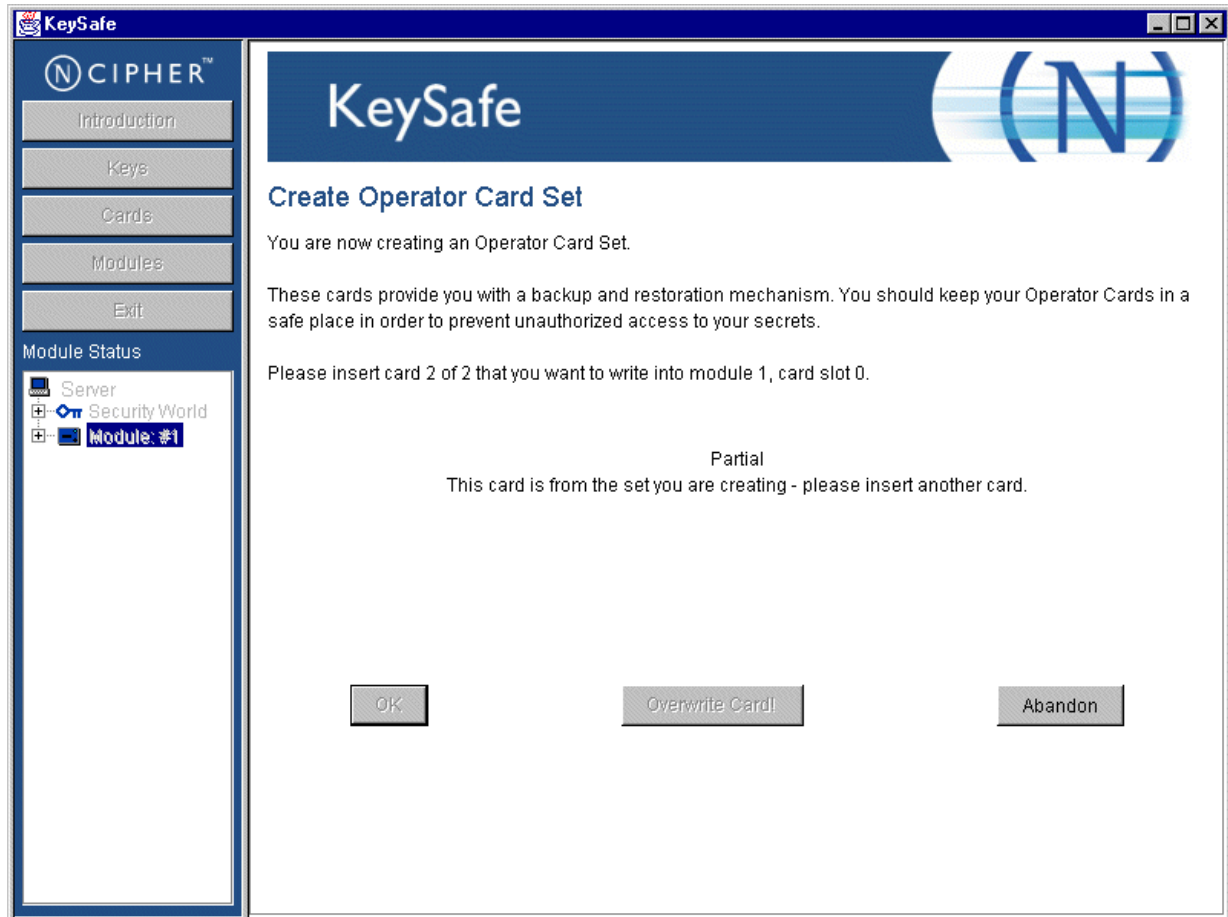 KeySafe
NCIPHER™
Introduction
Keys
Cards
Modules
Exit
Module Status
Server
Security World
Module: #1
KeySafe
(N)
Create Operator Card Set
You are now creating an Operator Card Set.
These cards provide you with a backup and restoration mechanism. You should keep your Operator Cards in a
safe place in order to prevent unauthorized access to your secrets.
Please insert card 2 of 2 that you want to write into module 1, card slot 0.
Partial
This card is from the set you are creating - please insert another card.
OK
Overwrite Card!
Abandon